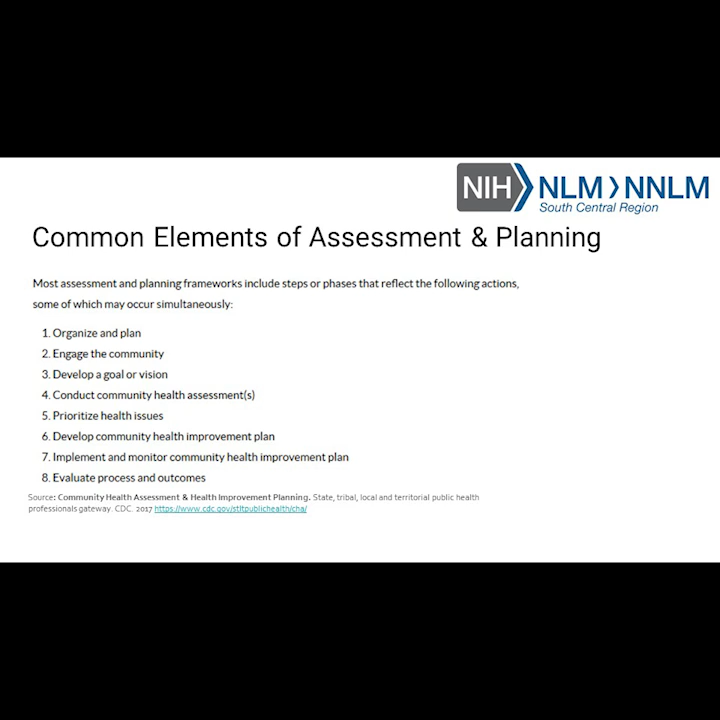 NIH NLM NNLM
South Central Region
Common Elements of Assessment & Planning
Most assessment and planning frameworks include steps or phases that reflect the following actions,
some of which may occur simultaneously:
1. Organize and plan
2. Engage the community
3. Develop a goal or vision
4. Conduct community health assessment(s)
5. Prioritize health issues
6. Develop community health improvement plan
7. Implement and monitor community health improvement plan
8. Evaluate process and outcomes
Source: Community Health Assessment & Health Improvement Planning. State, tribal, local and territorial public health
professionals gateway. CDC. 2017 https://www.cdc.gov/stltpublichealth/cha/